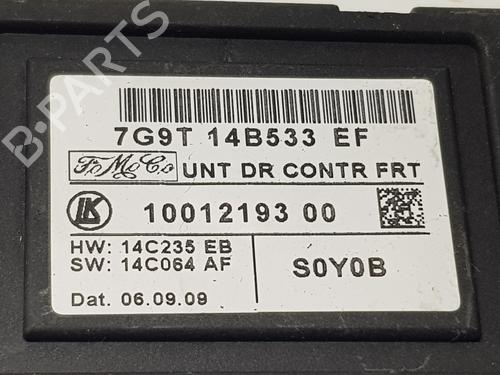 7G9T 14B533 EF
FoMoCo UNT DR CONTR FRT
LK 10012193 00
HW: 14C235 EB
SW: 14C064 AF
S0Y0B
Dat. 06.09.09
B-PARTS